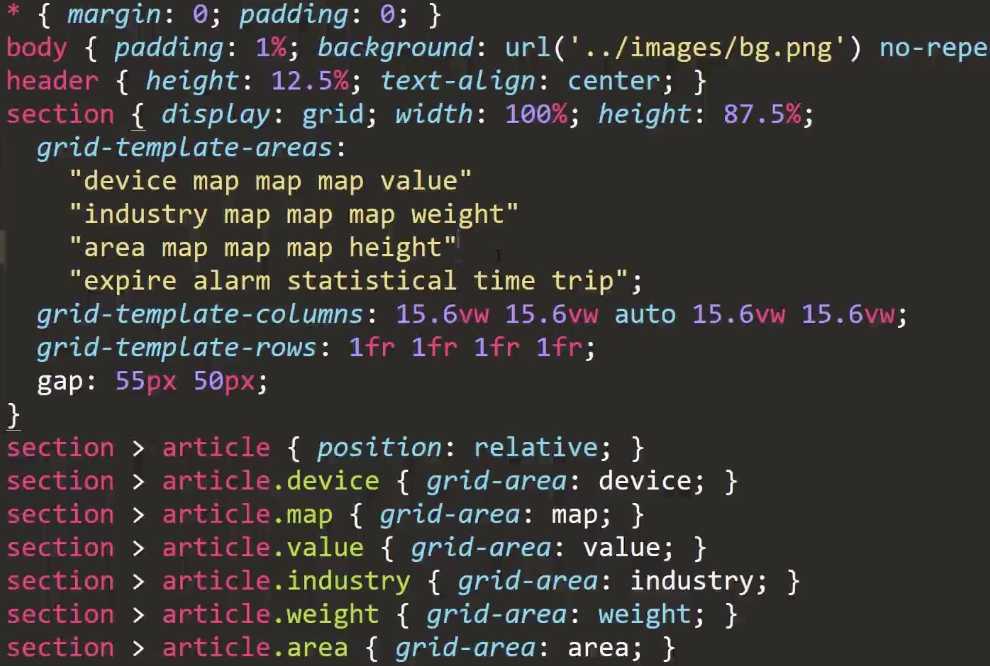 * { margin: 0; padding: 0; }
body { padding: 1%; background: url('../images/bg.png') no-repe
header { height: 12.5%; text-align: center; }
section { display: grid; width: 100%; height: 87.5%;
  grid-template-areas:
    "device map map map value"
    "industry map map map weight"
    "area map map map height"
    "expire alarm statistical time trip";
  grid-template-columns: 15.6vw 15.6vw auto 15.6vw 15.6vw;
  grid-template-rows: 1fr 1fr 1fr 1fr;
  gap: 55px 50px;
}
section > article { position: relative; }
section > article.device { grid-area: device; }
section > article.map { grid-area: map; }
section > article.value { grid-area: value; }
section > article.industry { grid-area: industry; }
section > article.weight { grid-area: weight; }
section > article.area { grid-area: area; }